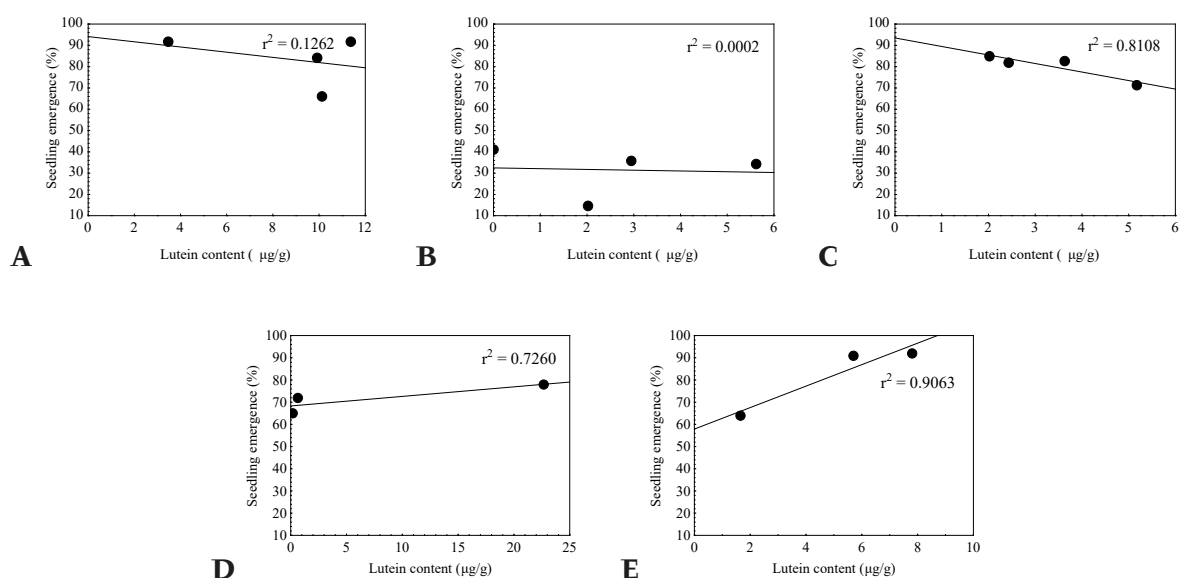 100
90
80
70
60
50
40
30
20
10
Seedling emergence (%)
r² = 0.1262
0 2 4 6 8 10 12
Lutein content ( μg/g)
A
100
90
80
70
60
50
40
30
20
10
Seedling emergence (%)
r² = 0.0002
0 1 2 3 4 5 6
Lutein content ( μg/g)
B
100
90
80
70
60
50
40
30
20
10
Seedling emergence (%)
r² = 0.8108
0 1 2 3 4 5 6
Lutein content ( μg/g)
C
100
90
80
70
60
50
40
30
20
10
Seedling emergence (%)
r² = 0.7260
0 5 10 15 20 25
Lutein content (μg/g)
D
100
90
80
70
60
50
40
30
20
10
Seedling emergence (%)
r² = 0.9063
0 2 4 6 8 10
Lutein content (μg/g)
E